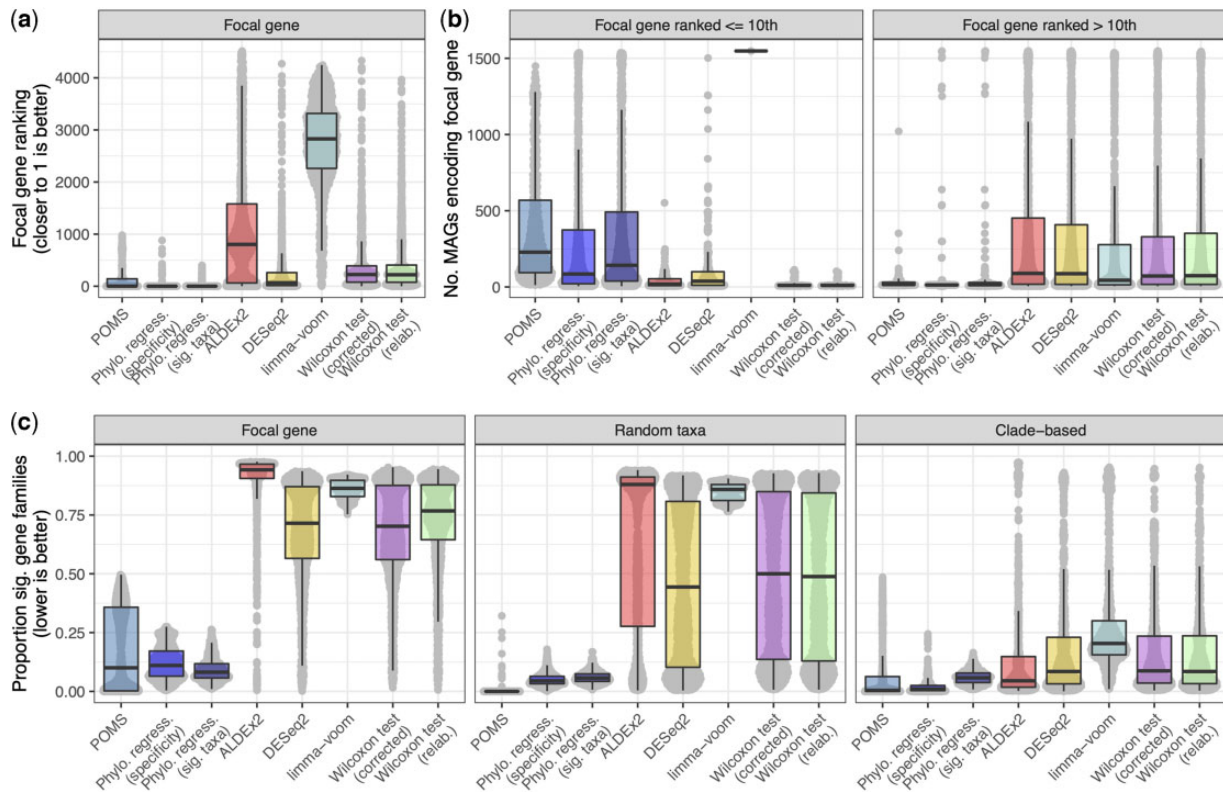 (a)
Focal gene
Focal gene ranking
(closer to 1 is better)
4000
3000
2000
1000
0
POMS
Phylo. regress.
(specificity)
Phylo. regress.
(sig. taxa)
ALDEx2
DESeq2
limma−voom
Wilcoxon test
(corrected)
Wilcoxon test
(relab.)
(b)
Focal gene ranked <= 10th
Focal gene ranked > 10th
No. MAGs encoding focal gene
1500
1000
500
0
POMS
Phylo. regress.
(specificity)
Phylo. regress.
(sig. taxa)
ALDEx2
DESeq2
limma−voom
Wilcoxon test
(corrected)
Wilcoxon test
(relab.)
POMS
Phylo. regress.
(specificity)
Phylo. regress.
(sig. taxa)
ALDEx2
DESeq2
limma−voom
Wilcoxon test
(corrected)
Wilcoxon test
(relab.)
(c)
Focal gene
Random taxa
Clade−based
Proportion sig. gene families
(lower is better)
1.00
0.75
0.50
0.25
0.00
POMS
Phylo. regress.
(specificity)
Phylo. regress.
(sig. taxa)
ALDEx2
DESeq2
limma−voom
Wilcoxon test
(corrected)
Wilcoxon test
(relab.)
POMS
Phylo. regress.
(specificity)
Phylo. regress.
(sig. taxa)
ALDEx2
DESeq2
limma−voom
Wilcoxon test
(corrected)
Wilcoxon test
(relab.)
POMS
Phylo. regress.
(specificity)
Phylo. regress.
(sig. taxa)
ALDEx2
DESeq2
limma−voom
Wilcoxon test
(corrected)
Wilcoxon test
(relab.)